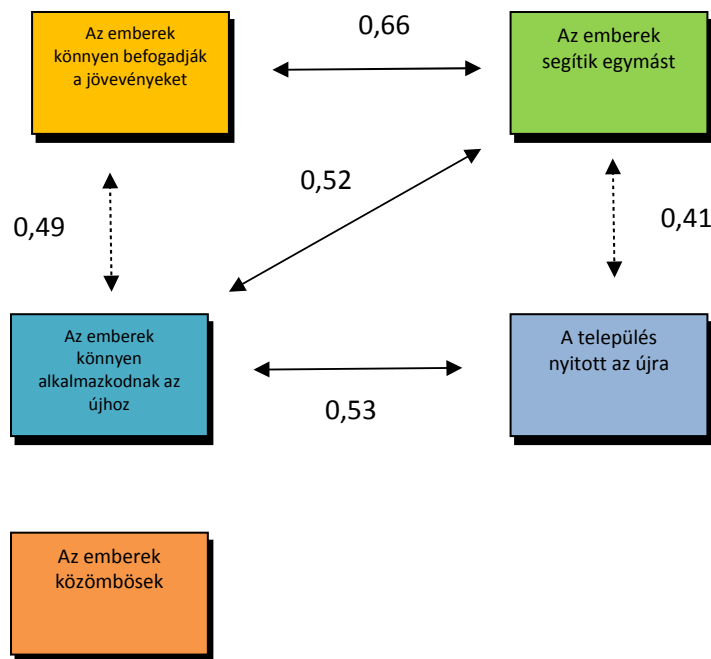 Az emberek
könnyen befogadják
a jövevényeket
0,66
Az emberek
segítik egymást
0,49
0,52
0,41
Az emberek
könnyen
alkalmazkodnak az
újhoz
0,53
A település
nyitott az újra
Az emberek
közömbösek